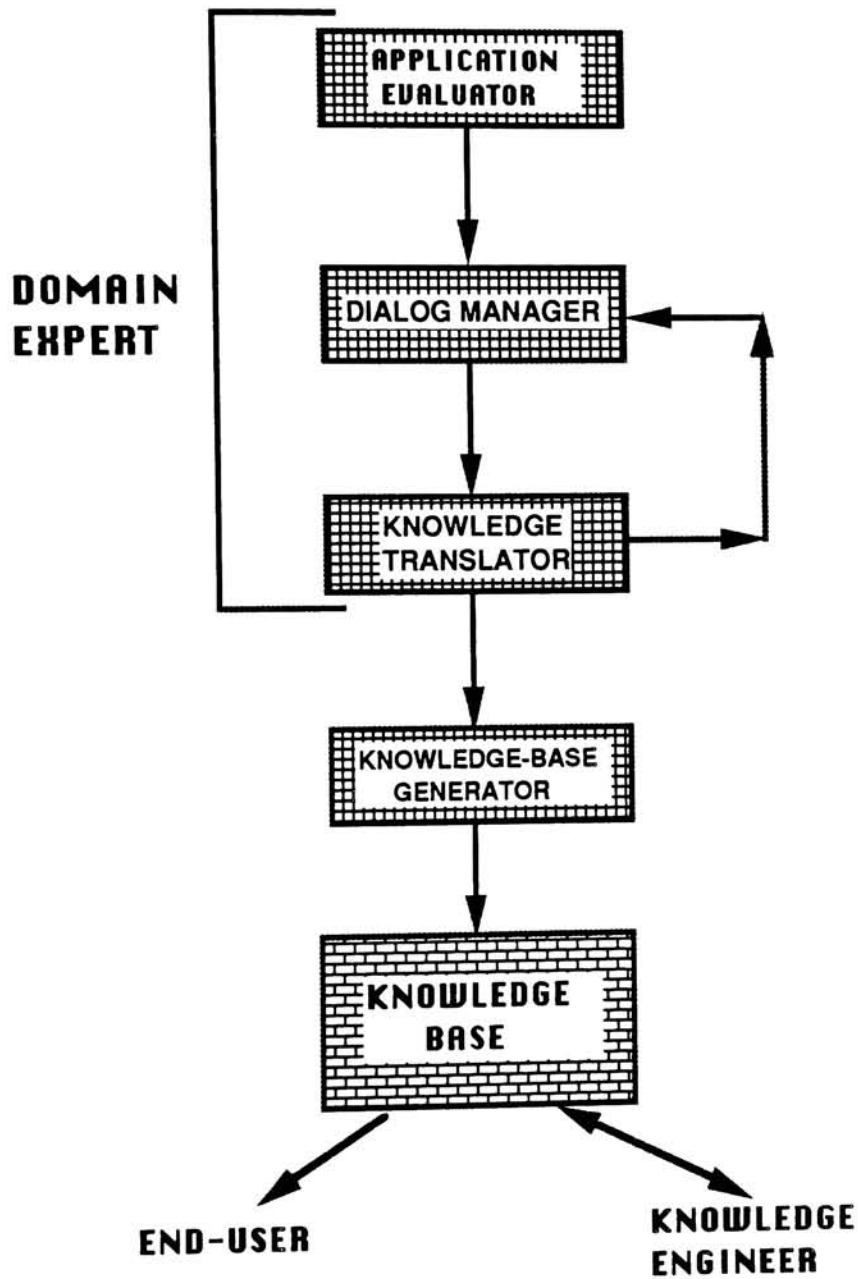 APPLICATION
EVALUATOR
DOMAIN
EXPERT
DIALOG MANAGER
KNOWLEDGE
TRANSLATOR
KNOWLEDGE-BASE
GENERATOR
KNOWLEDGE
BASE
END-USER
KNOWLEDGE
ENGINEER